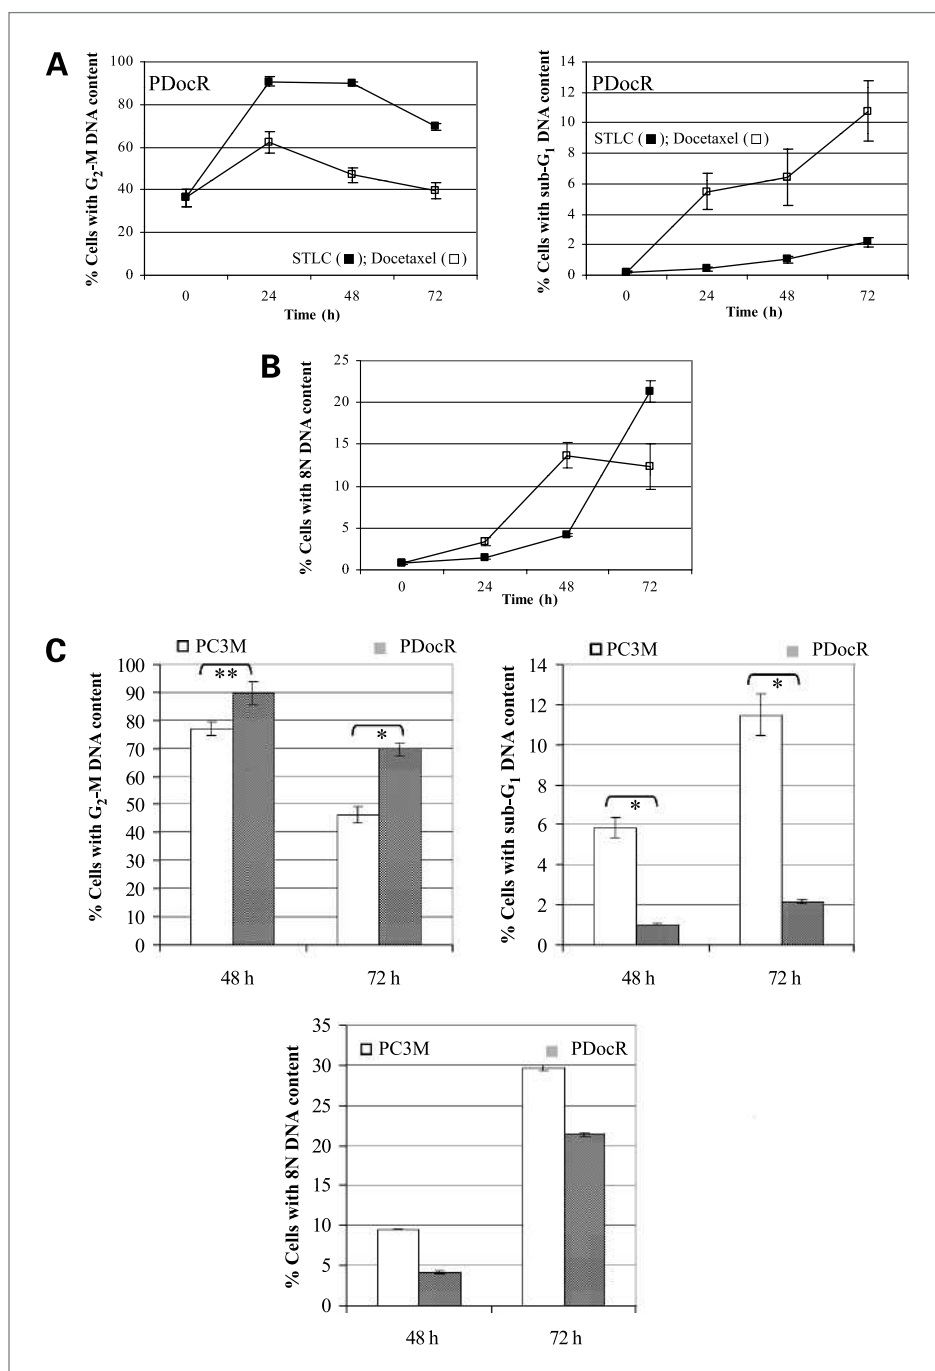 A
% Cells with G2-M DNA content
100
80
60
40
20
0
PDocR
STLC (■); Docetaxel (□)
0 24 48 72
Time (h)
% Cells with sub-G1 DNA content
14
12
10
8
6
4
2
0
PDocR
STLC (■); Docetaxel (□)
0 24 48 72
Time (h)
B
% Cells with 8N DNA content
25
20
15
10
5
0
0 24 48 72
Time (h)
C
PC3M PDocR
% Cells with G2-M DNA content
100
90
80
70
60
50
40
30
20
10
0
**
*
48 h 72 h
PC3M PDocR
% Cells with sub-G1 DNA content
14
12
10
8
6
4
2
0
*
*
48 h 72 h
% Cells with 8N DNA content
35
30
25
20
15
10
5
0
PC3M PDocR
48 h 72 h